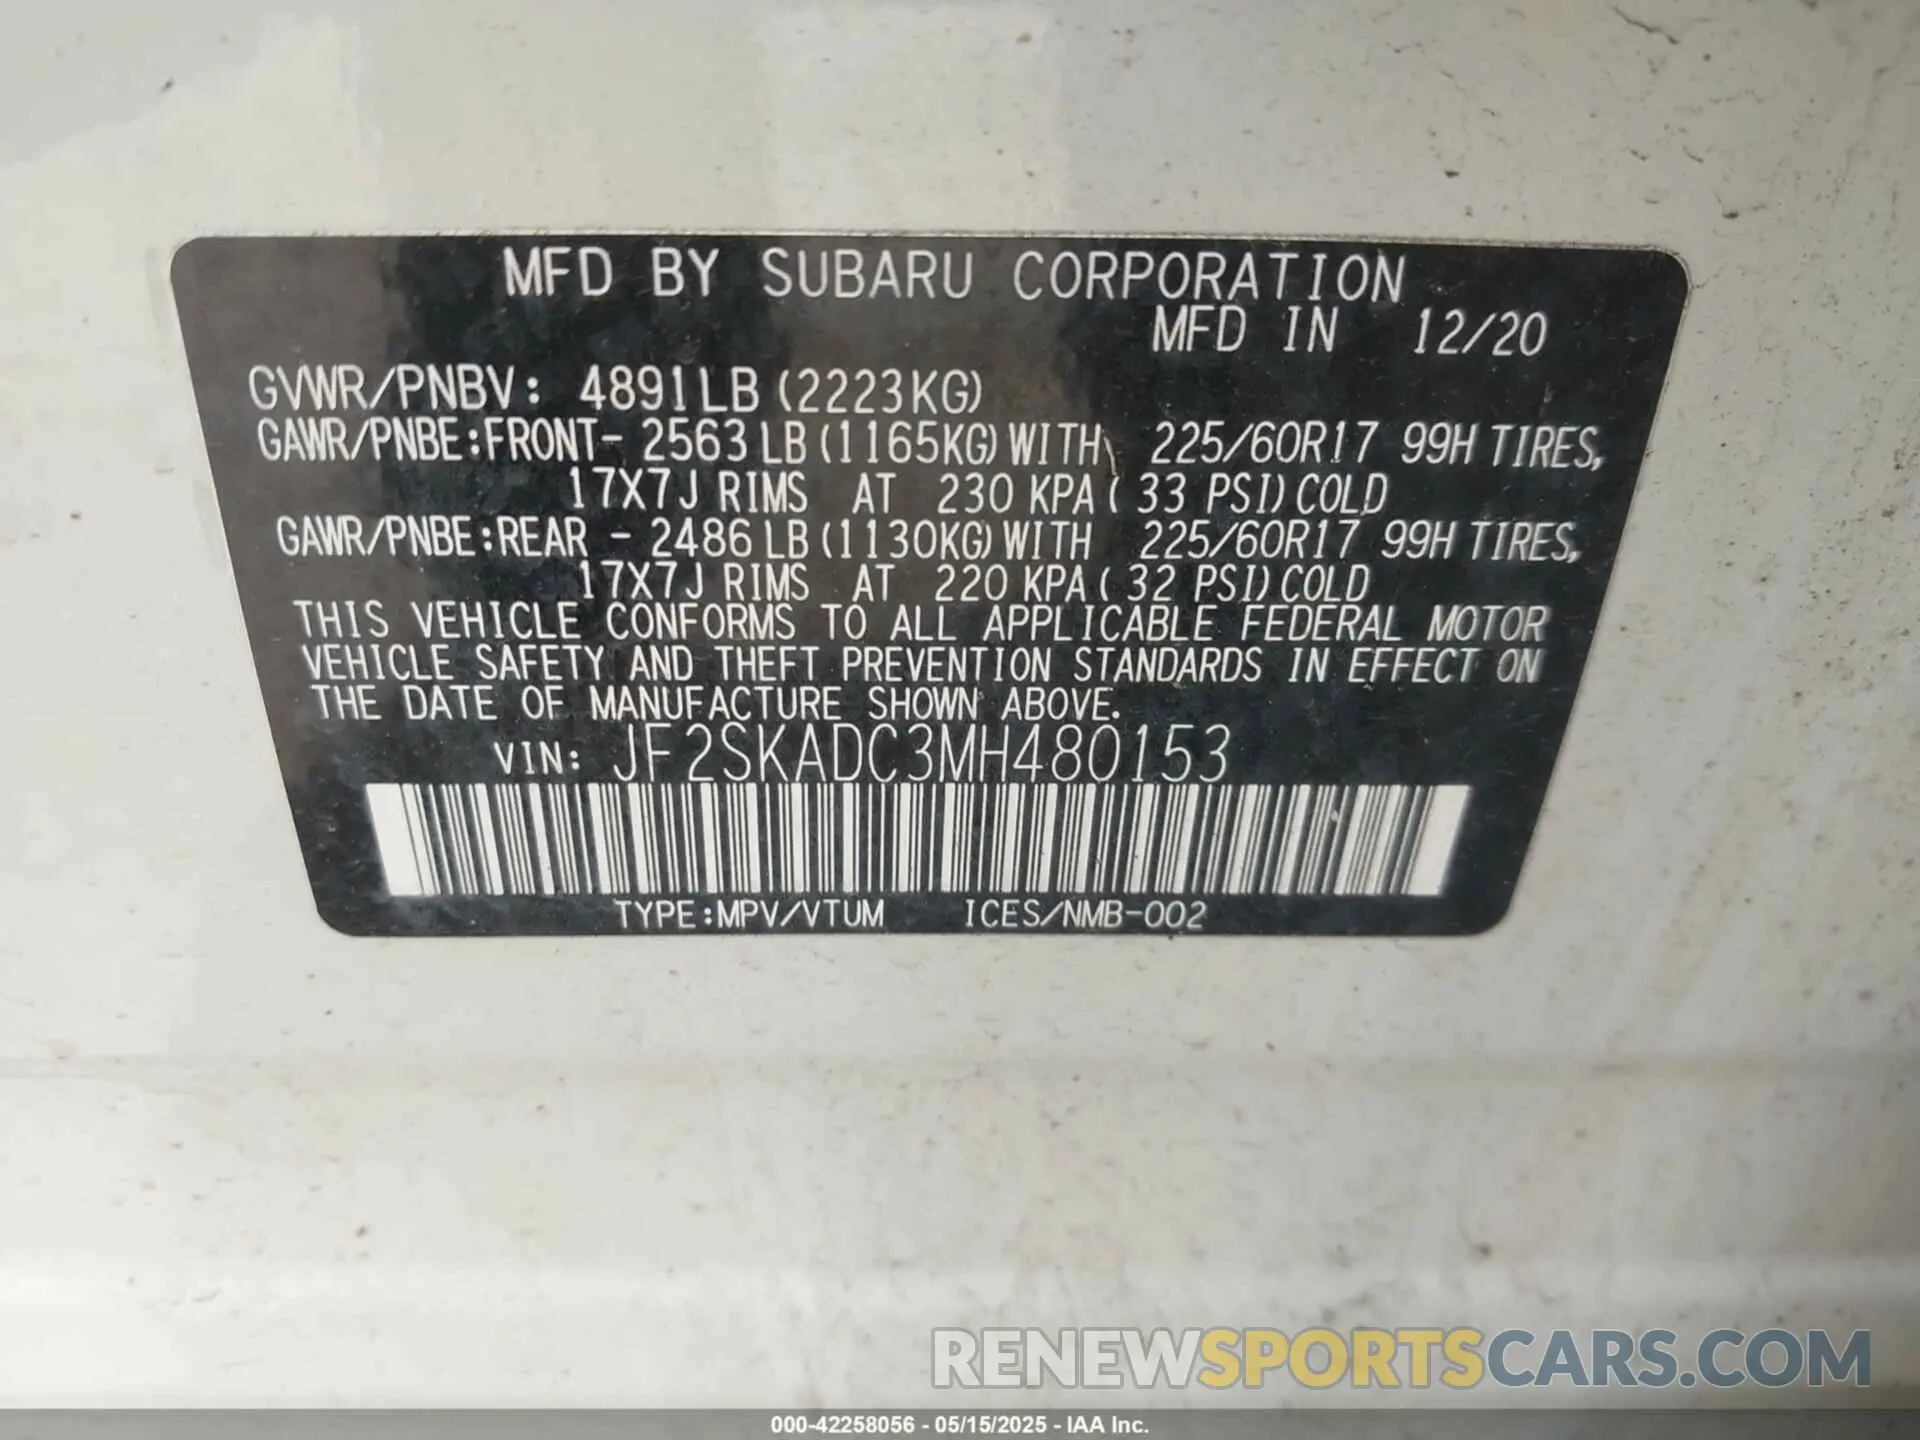 MFD BY SUBARU CORPORATION
MFD IN 12/20
GVWR/PNBV: 4891LB (2223KG)
GAWR/PNBE:FRONT- 2563LB(1165KG)WITH 225/60R17 99H TIRES,
17X7J RIMS AT 230 KPA( 33 PSI)COLD
GAWR/PNBE:REAR - 2486LB(1130KG)WITH 225/60R17 99H TIRES,
17X7J RIMS AT 220 KPA( 32 PSI)COLD
THIS VEHICLE CONFORMS TO ALL APPLICABLE FEDERAL MOTOR
VEHICLE SAFETY AND THEFT PREVENTION STANDARDS IN EFFECT ON
THE DATE OF MANUFACTURE SHOWN ABOVE.
VIN: JF2SKADC3MH480153
TYPE:MPV/VTUM ICES/NMB-002
RENEWSPORTSCARS.COM
000-42258056 - 05/15/2025 - IAA Inc.